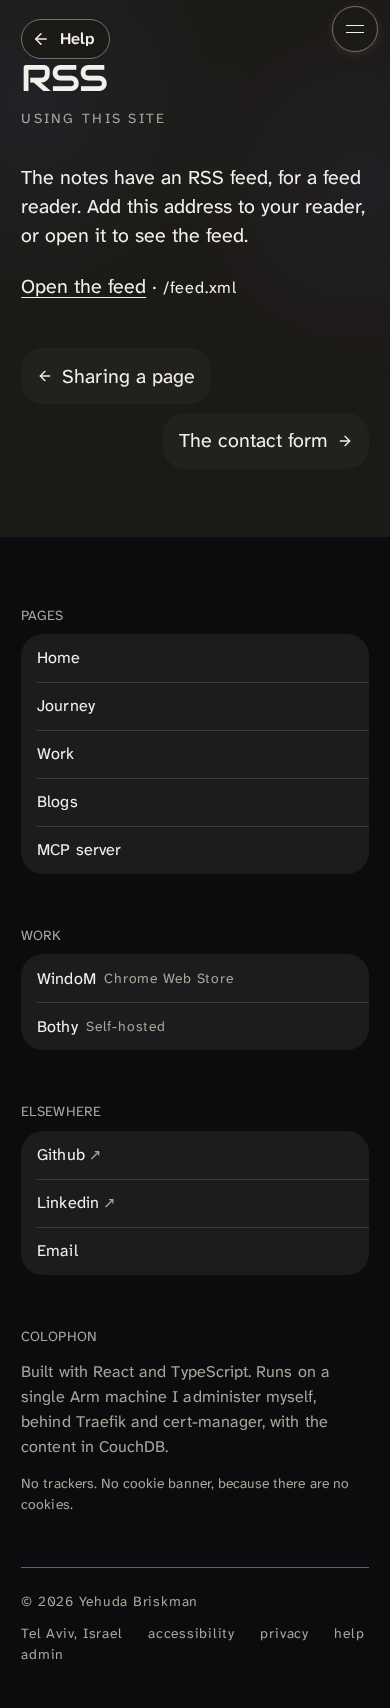 ← Help
RSS
USING THIS SITE
The notes have an RSS feed, for a feed
reader. Add this address to your reader,
or open it to see the feed.
Open the feed · /feed.xml
← Sharing a page
The contact form →
PAGES
Home
Journey
Work
Blogs
MCP server
WORK
WindoM Chrome Web Store
Bothy Self-hosted
ELSEWHERE
Github ↗
Linkedin ↗
Email
COLOPHON
Built with React and TypeScript. Runs on a
single Arm machine I administer myself,
behind Traefik and cert-manager, with the
content in CouchDB.
No trackers. No cookie banner, because there are no
cookies.
© 2026 Yehuda Briskman
Tel Aviv, Israel accessibility privacy help
admin